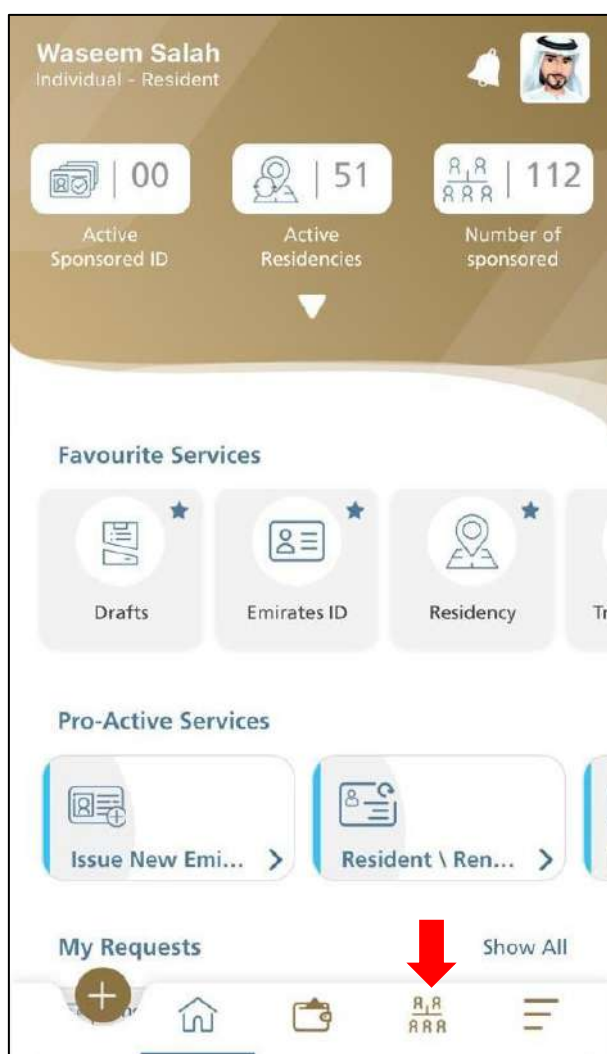 Waseem Salah
Individual - Resident
00
51
112
Active
Sponsored ID
Active
Residencies
Number of
sponsored
Favourite Services
Drafts
Emirates ID
Residency
Tr
Pro-Active Services
Issue New Emi...
Resident \ Ren...
My Requests
Show All